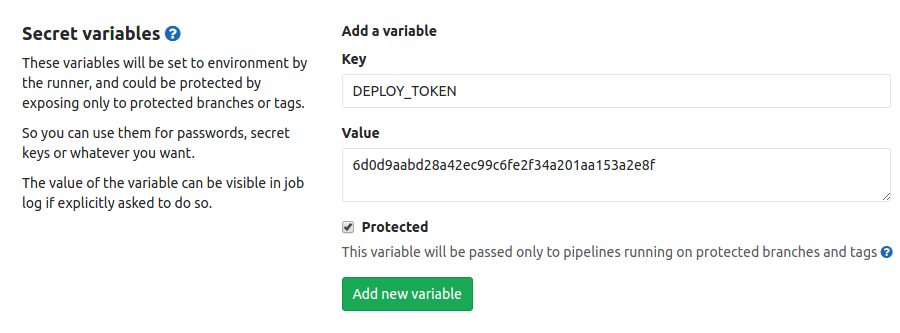 Secret variables ?
These variables will be set to environment by
the runner, and could be protected by
exposing only to protected branches or tags.
So you can use them for passwords, secret
keys or whatever you want.
The value of the variable can be visible in job
log if explicitly asked to do so.
Add a variable
Key
DEPLOY_TOKEN
Value
6d0d9aabd28a42ec99c6fe2f34a201aa153a2e8f
Protected
This variable will be passed only to pipelines running on protected branches and tags ?
Add new variable